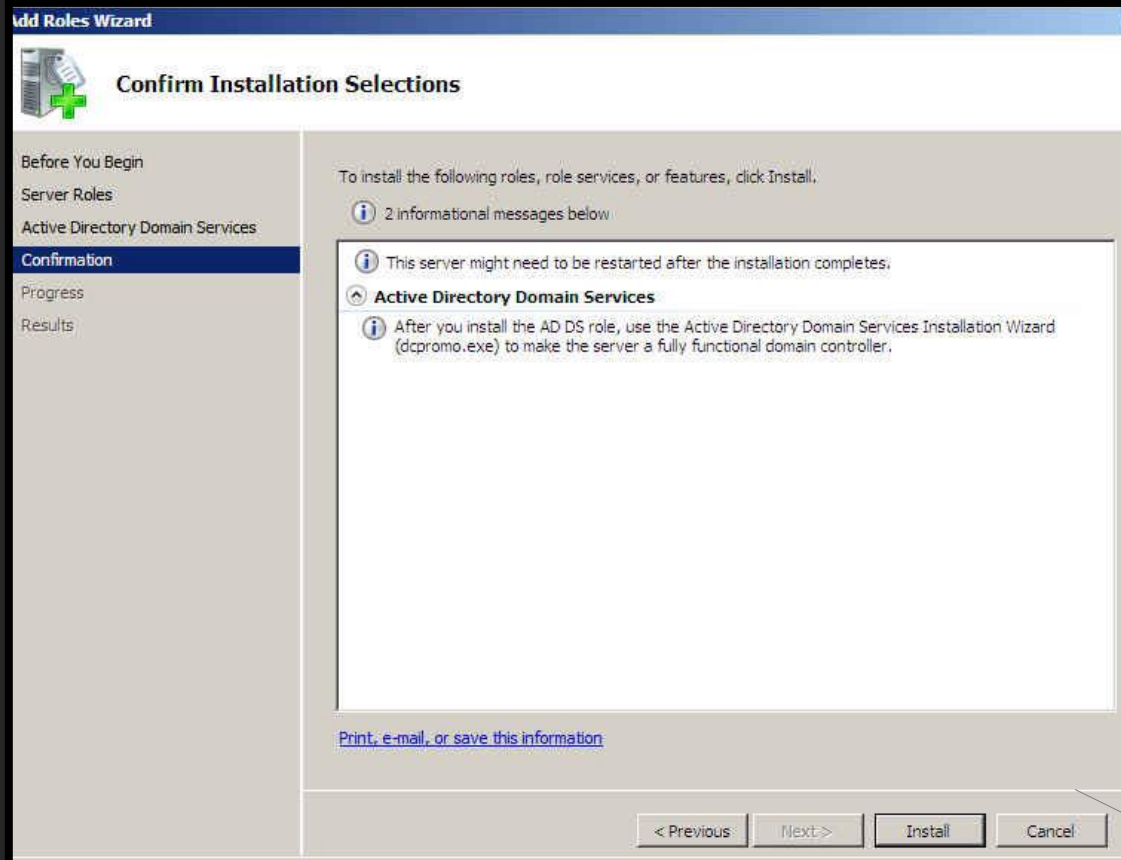 Add Roles Wizard
Confirm Installation Selections
Before You Begin
Server Roles
Active Directory Domain Services
Confirmation
Progress
Results
To install the following roles, role services, or features, click Install.
2 informational messages below
This server might need to be restarted after the installation completes.
Active Directory Domain Services
After you install the AD DS role, use the Active Directory Domain Services Installation Wizard
(dcpromo.exe) to make the server a fully functional domain controller.
Print, e-mail, or save this information
< Previous
Next >
Install
Cancel